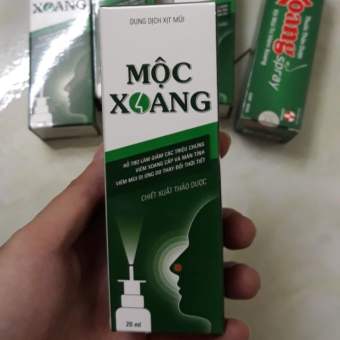 DUNG DỊCH XỊT MŨI
MỘC
XOANG
HỖ TRỢ LÀM GIẢM CÁC TRIỆU CHỨNG
VIÊM XOANG CẤP VÀ MÃN TÍNH
VIÊM MŨI DỊ ỨNG DO THAY ĐỔI THỜI TIẾT
CHIẾT XUẤT THẢO DƯỢC
20 ml
XOANG
Xoang
spray